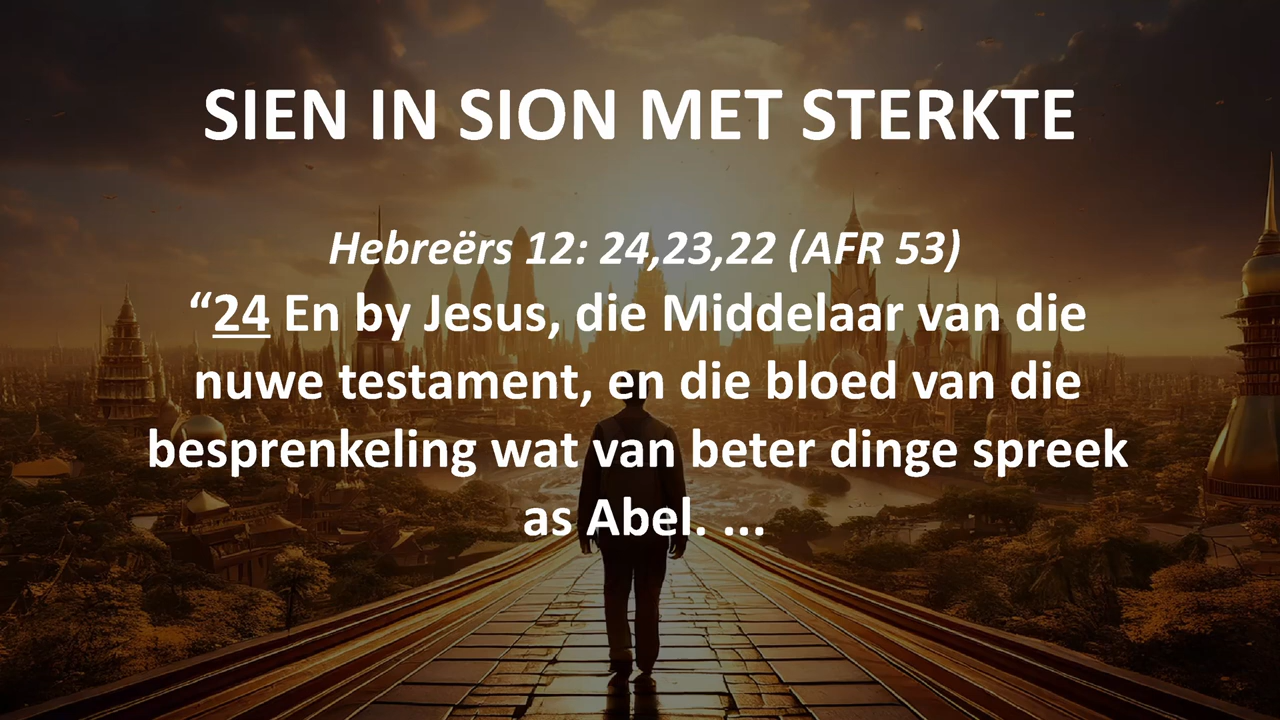 SIEN IN SION MET STERKTE
Hebreërs 12: 24,23,22 (AFR 53)
“24 En by Jesus, die Middelaar van die
nuwe testament, en die bloed van die
besprenkeling wat van beter dinge spreek
as Abel. ...